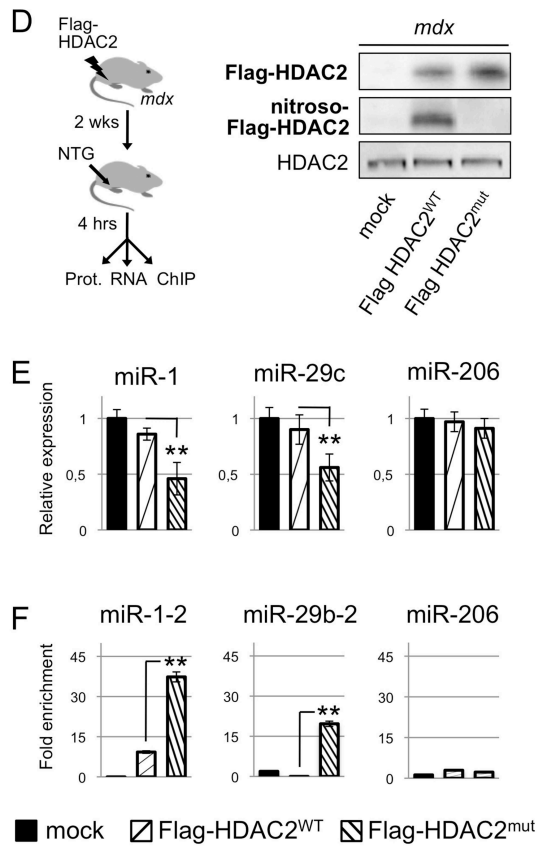 D
Flag-
HDAC2
mdx
2 wks
NTG
4 hrs
Prot. RNA ChIP
mdx
Flag-HDAC2
nitroso-
Flag-HDAC2
HDAC2
mock
Flag HDAC2WT
Flag HDAC2mut
E
miR-1 miR-29c miR-206
Relative expression
1 1 1
0,5 0,5 0,5
0 0 0
** **
F
miR-1-2 miR-29b-2 miR-206
Fold enrichment
45 45 45
30 30 30
15 15 15
0 0 0
** **
mock Flag-HDAC2WT Flag-HDAC2mut